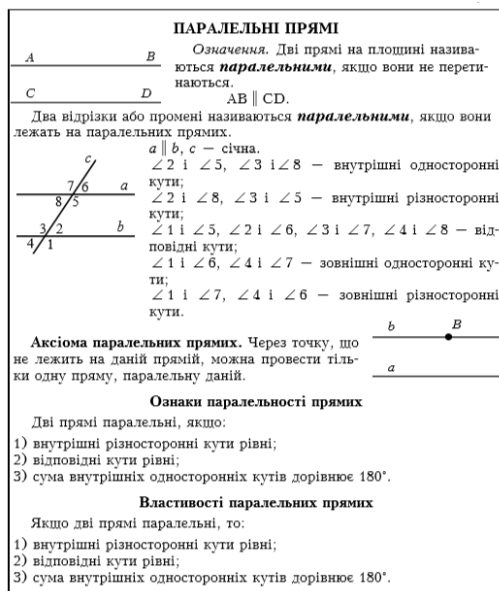 ПАРАЛЕЛЬНІ ПРЯМІ
A B
C D
Означення. Дві прямі на площині назива-
ються паралельними, якщо вони не перети-
наються.
AB ∥ CD.
Два відрізки або промені називаються паралельними, якщо вони
лежать на паралельних прямих.
c
7 6 a
8 5
3 2 b
4 1
a ∥ b, c — січна.
∠2 і ∠5, ∠3 і∠8 — внутрішні односторонні
кути;
∠2 і ∠8, ∠3 і ∠5 — внутрішні різносторонні
кути;
∠1 і ∠5, ∠2 і ∠6, ∠3 і ∠7, ∠4 і ∠8 — від-
повідні кути;
∠1 і ∠6, ∠4 і ∠7 — зовнішні односторонні ку-
ти;
∠1 і ∠7, ∠4 і ∠6 — зовнішні різносторонні
кути.
Аксіома паралельних прямих. Через точку, що
не лежить на даній прямій, можна провести тіль-
ки одну пряму, паралельну даній.
b B
a
Ознаки паралельності прямих
Дві прямі паралельні, якщо:
1) внутрішні різносторонні кути рівні;
2) відповідні кути рівні;
3) сума внутрішніх односторонніх кутів дорівнює 180°.
Властивості паралельних прямих
Якщо дві прямі паралельні, то:
1) внутрішні різносторонні кути рівні;
2) відповідні кути рівні;
3) сума внутрішніх односторонніх кутів дорівнює 180°.